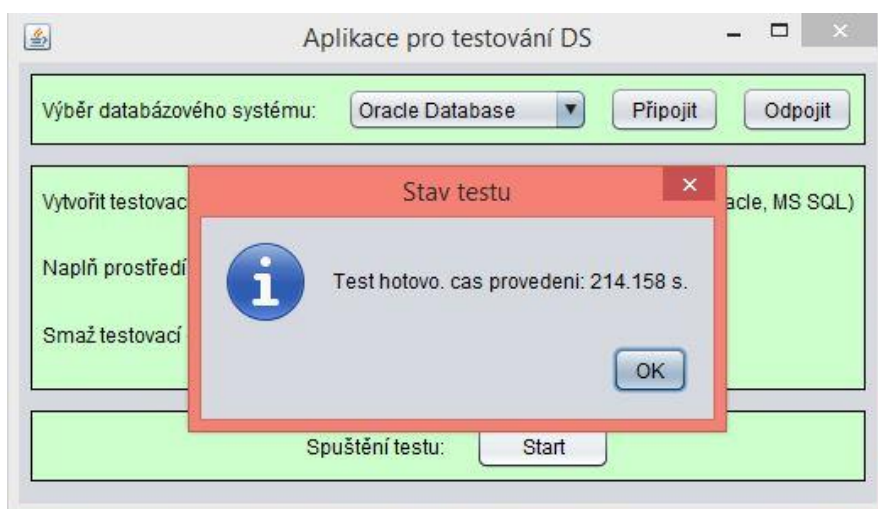 Aplikace pro testování DS
Výběr databázového systému: Oracle Database Připojit Odpojit
Stav testu
Vytvořit testovac acle, MS SQL)
Naplň prostředí
Test hotovo. cas provedeni: 214.158 s.
Smaž testovací
OK
Spuštění testu: Start